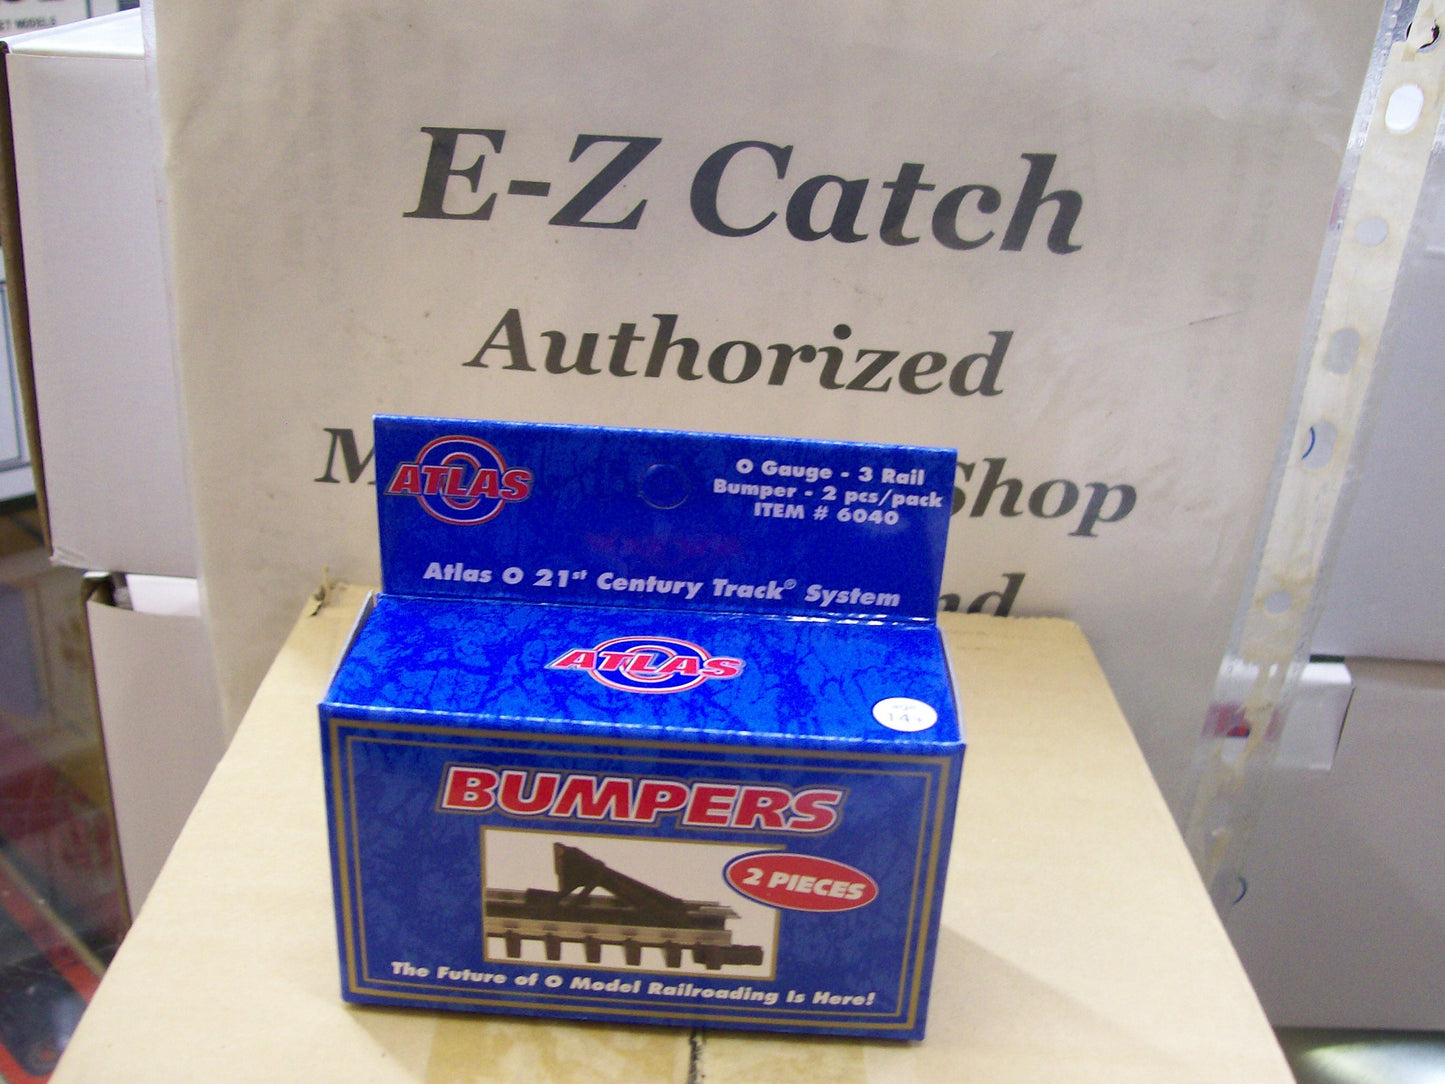 E-Z Catch
Authorized
Shop
ATLAS
O Gauge - 3 Rail
Bumper - 2 pcs/pack
ITEM # 6040
Atlas O 21st Century Track® System
ATLAS
age
14+
BUMPERS
2 PIECES
The Future of O Model Railroading Is Here!